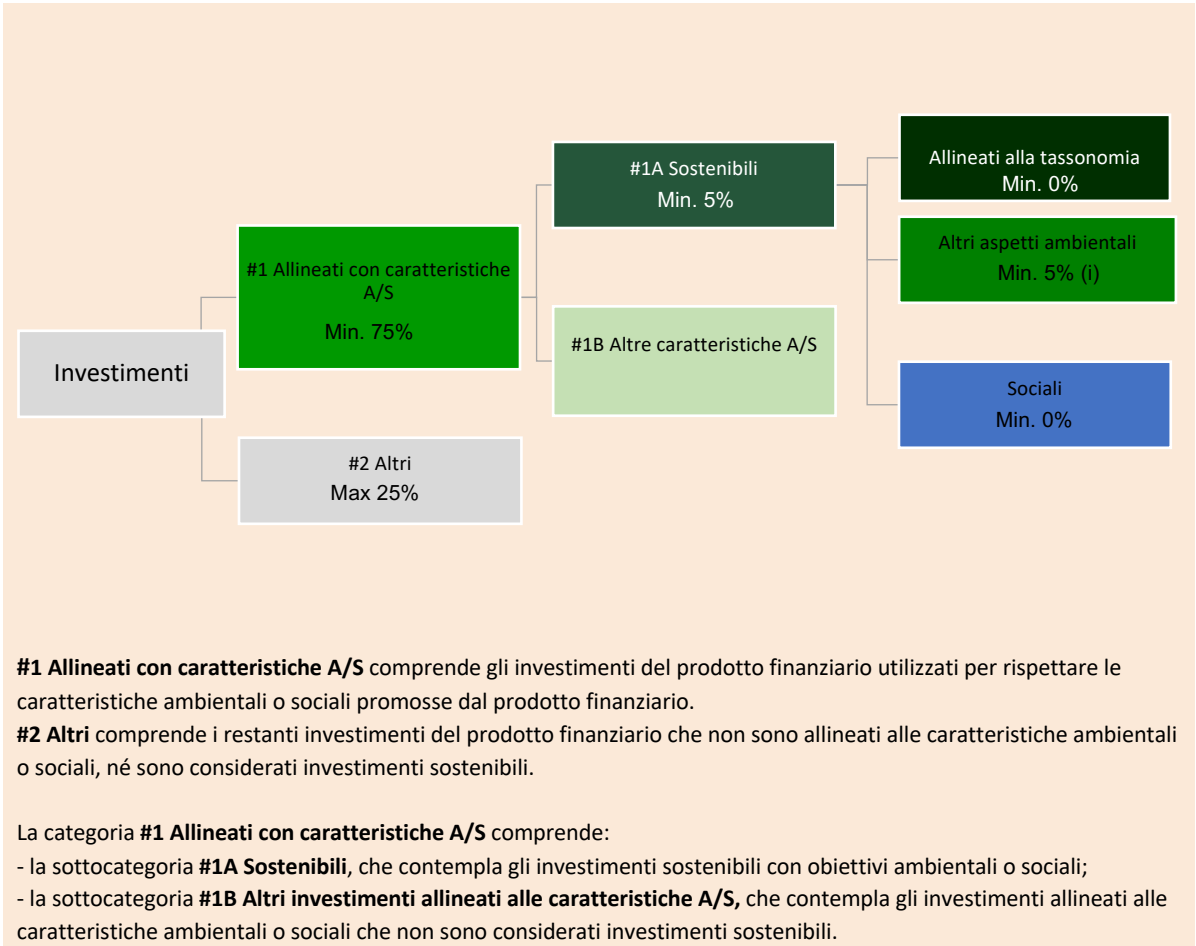 Allineati alla tassonomia
Min. 0%
#1A Sostenibili
Min. 5%
Altri aspetti ambientali
Min. 5% (i)
#1 Allineati con caratteristiche
A/S
Min. 75%
#1B Altre caratteristiche A/S
Investimenti
Sociali
Min. 0%
#2 Altri
Max 25%
#1 Allineati con caratteristiche A/S comprende gli investimenti del prodotto finanziario utilizzati per rispettare le
caratteristiche ambientali o sociali promosse dal prodotto finanziario.
#2 Altri comprende i restanti investimenti del prodotto finanziario che non sono allineati alle caratteristiche ambientali
o sociali, né sono considerati investimenti sostenibili.
La categoria #1 Allineati con caratteristiche A/S comprende:
- la sottocategoria #1A Sostenibili, che contempla gli investimenti sostenibili con obiettivi ambientali o sociali;
- la sottocategoria #1B Altri investimenti allineati alle caratteristiche A/S, che contempla gli investimenti allineati alle
caratteristiche ambientali o sociali che non sono considerati investimenti sostenibili.